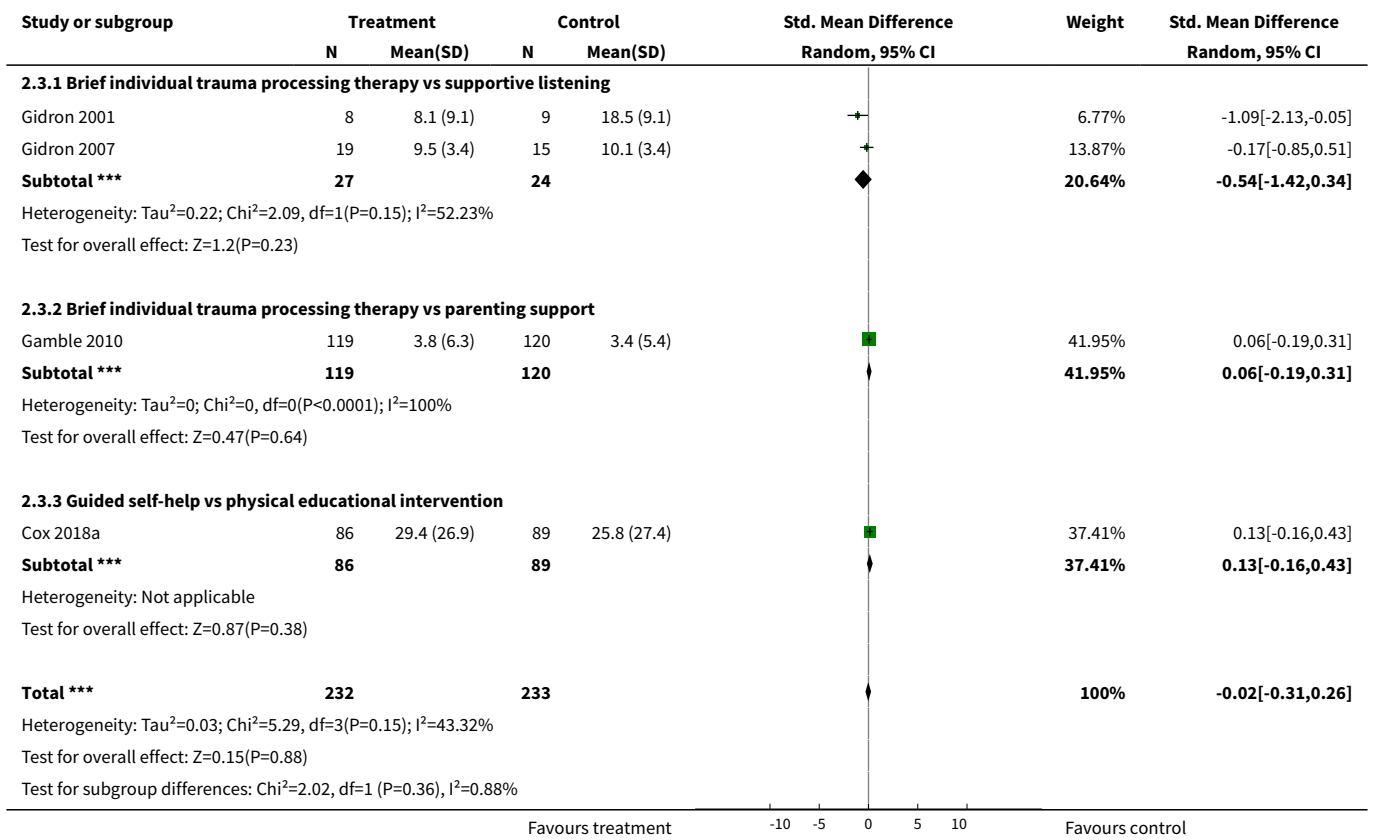 Study or subgroup Treatment Control Std. Mean Difference Weight Std. Mean Difference
N Mean(SD) N Mean(SD) Random, 95% CI Random, 95% CI
2.3.1 Brief individual trauma processing therapy vs supportive listening
Gidron 2001 8 8.1 (9.1) 9 18.5 (9.1) 6.77% -1.09[-2.13,-0.05]
Gidron 2007 19 9.5 (3.4) 15 10.1 (3.4) 13.87% -0.17[-0.85,0.51]
Subtotal *** 27 24 20.64% -0.54[-1.42,0.34]
Heterogeneity: Tau²=0.22; Chi²=2.09, df=1(P=0.15); I²=52.23%
Test for overall effect: Z=1.2(P=0.23)
2.3.2 Brief individual trauma processing therapy vs parenting support
Gamble 2010 119 3.8 (6.3) 120 3.4 (5.4) 41.95% 0.06[-0.19,0.31]
Subtotal *** 119 120 41.95% 0.06[-0.19,0.31]
Heterogeneity: Tau²=0; Chi²=0, df=0(P<0.0001); I²=100%
Test for overall effect: Z=0.47(P=0.64)
2.3.3 Guided self-help vs physical educational intervention
Cox 2018a 86 29.4 (26.9) 89 25.8 (27.4) 37.41% 0.13[-0.16,0.43]
Subtotal *** 86 89 37.41% 0.13[-0.16,0.43]
Heterogeneity: Not applicable
Test for overall effect: Z=0.87(P=0.38)
Total *** 232 233 100% -0.02[-0.31,0.26]
Heterogeneity: Tau²=0.03; Chi²=5.29, df=3(P=0.15); I²=43.32%
Test for overall effect: Z=0.15(P=0.88)
Test for subgroup differences: Chi²=2.02, df=1 (P=0.36), I²=0.88%
Favours treatment -10 -5 0 5 10 Favours control